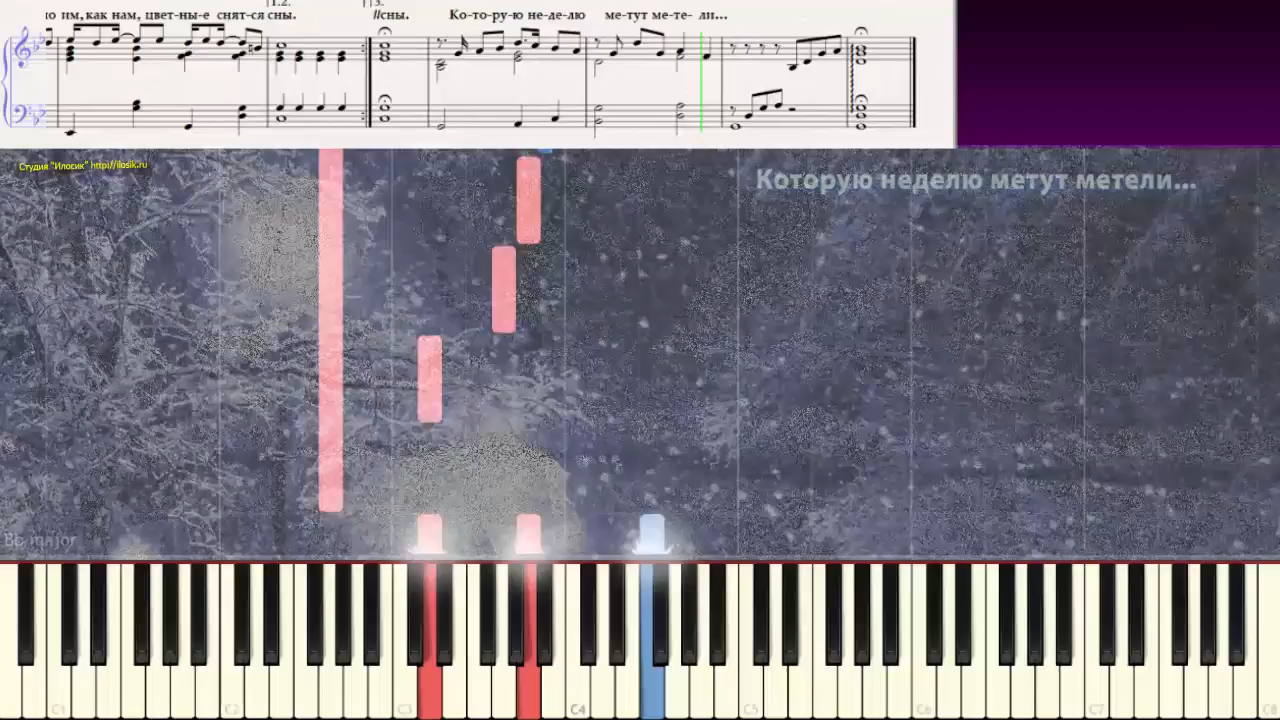 1.2.
3.
ю им, как нам, цвет-ны-е снят-ся сны.
//сны.
Ко-то-ру-ю не-де-лю ме-тут ме-те- ли...
Студия "Илосик" http://ilosik.ru
Которую неделю метут метели...
Bb major
C1 C2 C3 C4 C5 C6 C7 C8